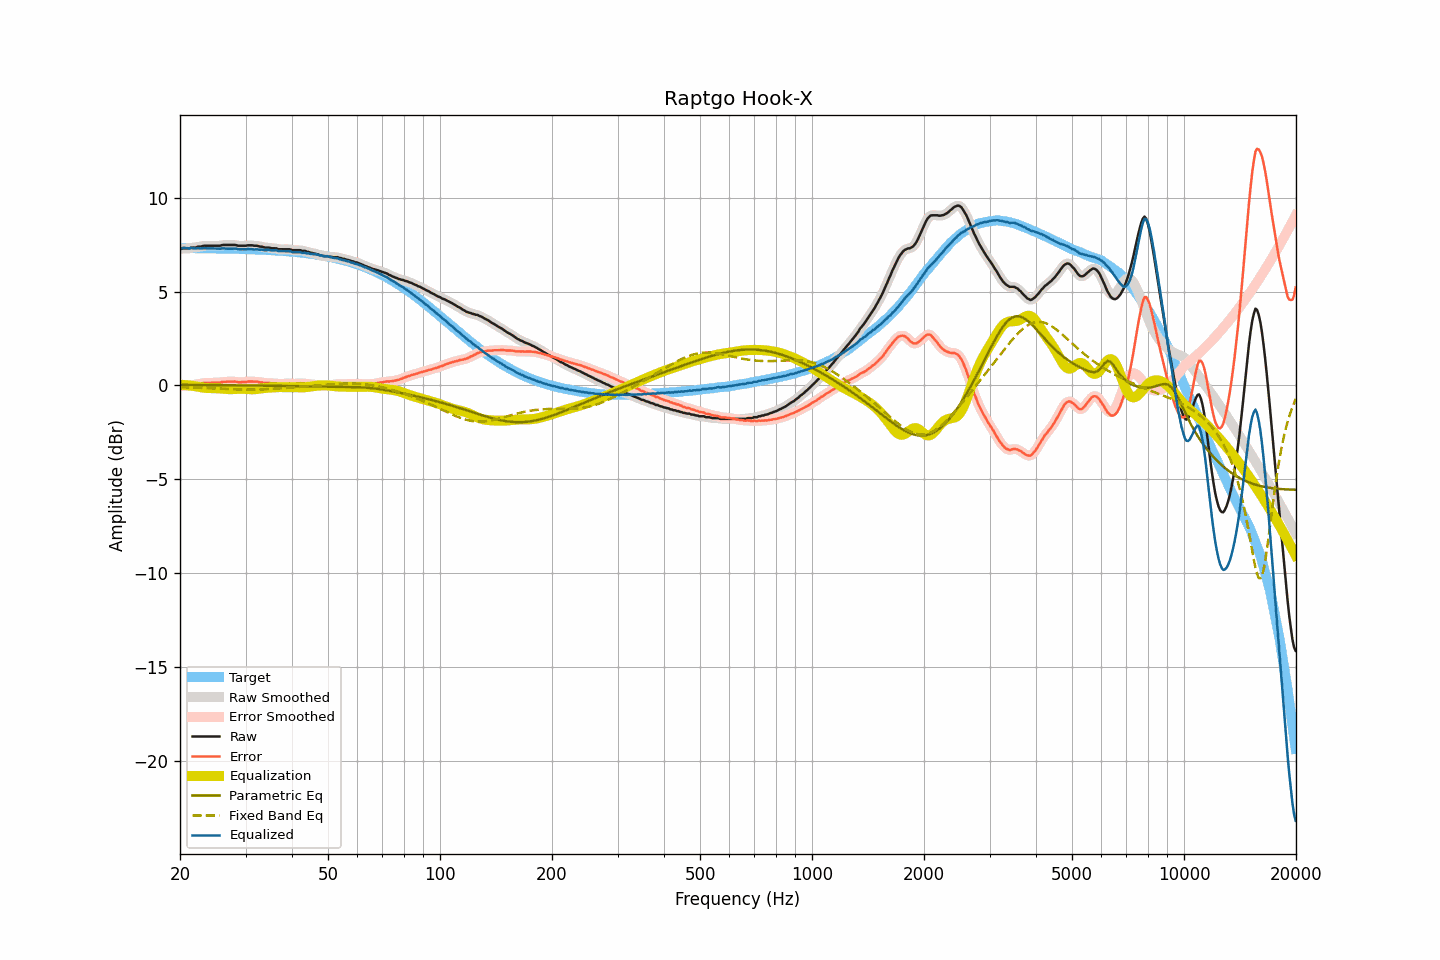 Raptgo Hook-X
Amplitude (dBr)
10
5
0
−5
−10
−15
−20
Target
Raw Smoothed
Error Smoothed
Raw
Error
Equalization
Parametric Eq
Fixed Band Eq
Equalized
20 50 100 200 500 1000 2000 5000 10000 20000
Frequency (Hz)